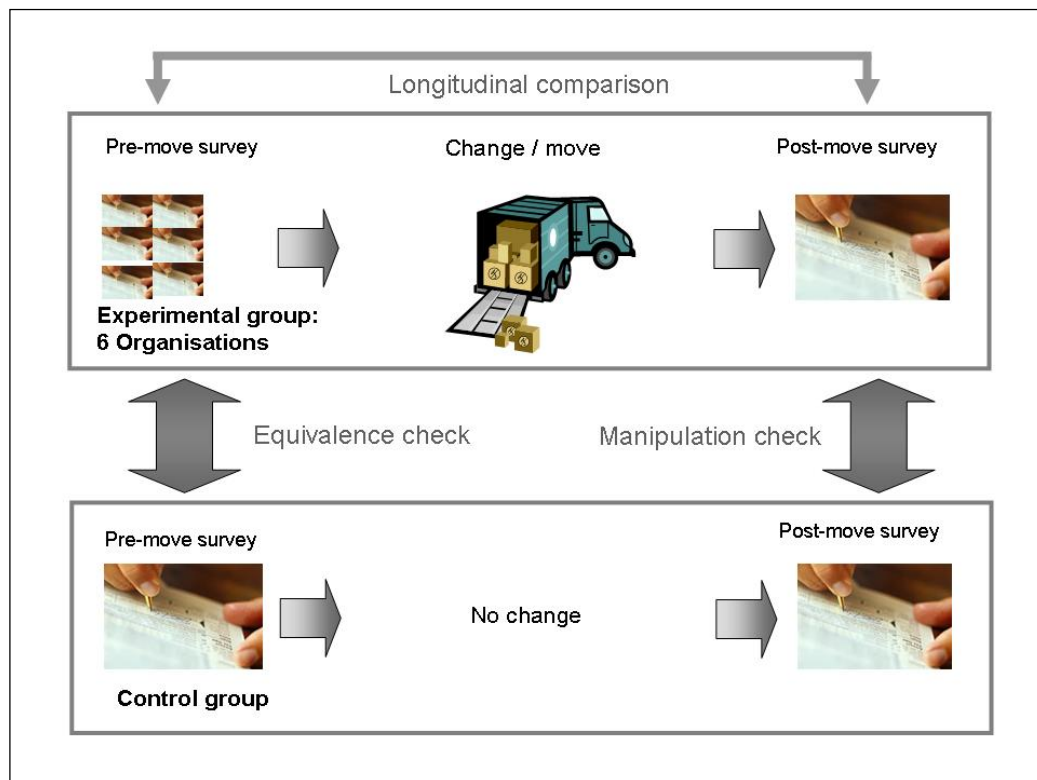 Longitudinal comparison
Pre-move survey
Change / move
Post-move survey
Experimental group:
6 Organisations
Equivalence check
Manipulation check
Pre-move survey
Post-move survey
No change
Control group